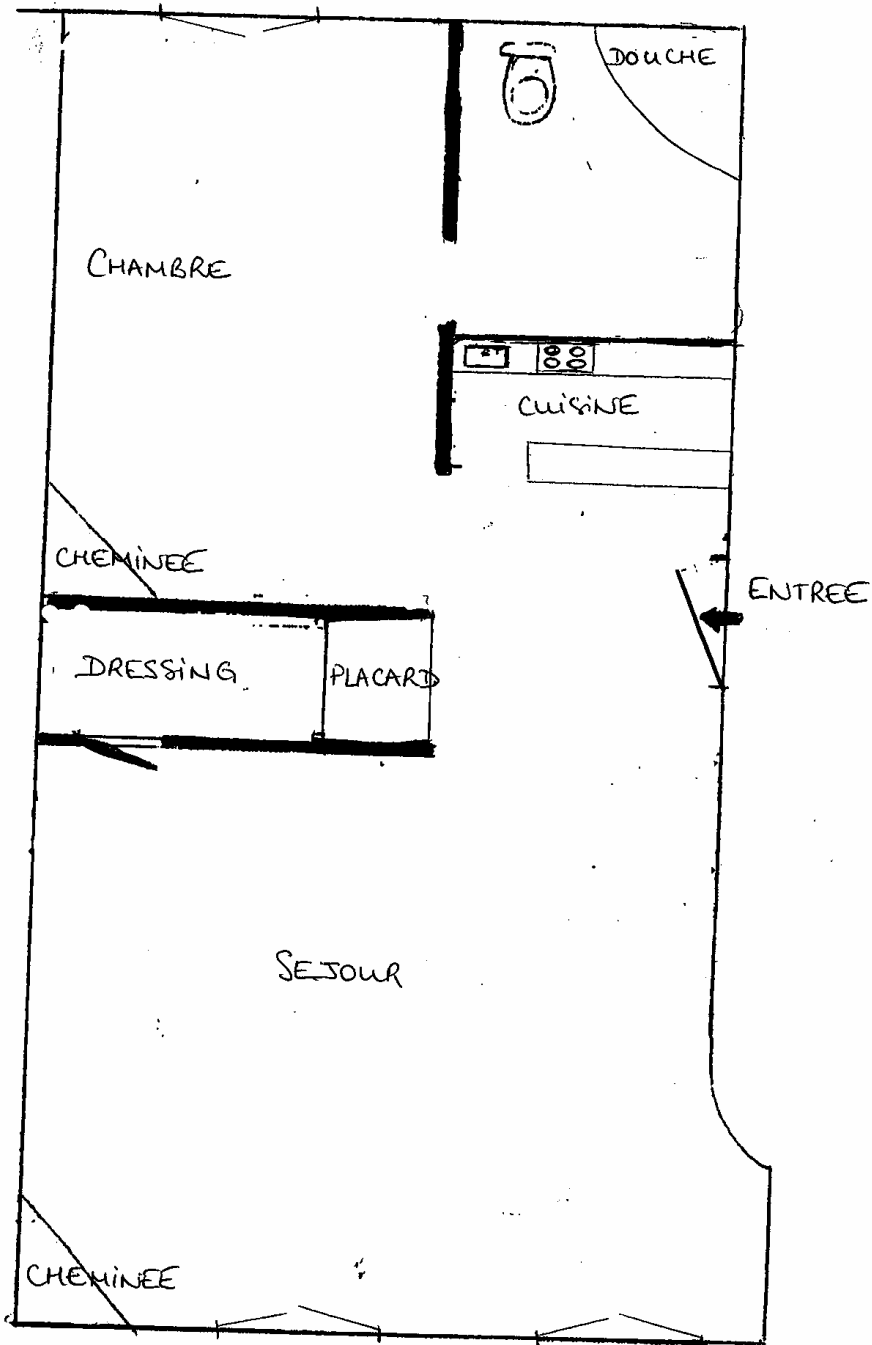 DOUCHE
CHAMBRE
CUISINE
CHEMINEE
ENTREE
DRESSING
PLACARD
SEJOUR
CHEMINEE